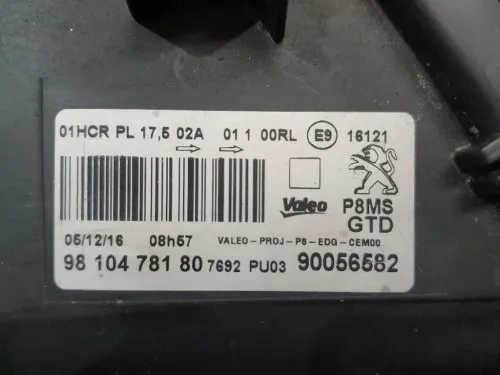 01HCR PL 17,5 02A 01 1 00RL E9 16121
Valeo P8MS
GTD
05/12/16 08h57 VALEO-PROJ-P8-EDG-CEM00
98 104 781 80 7692 PU03 90056582